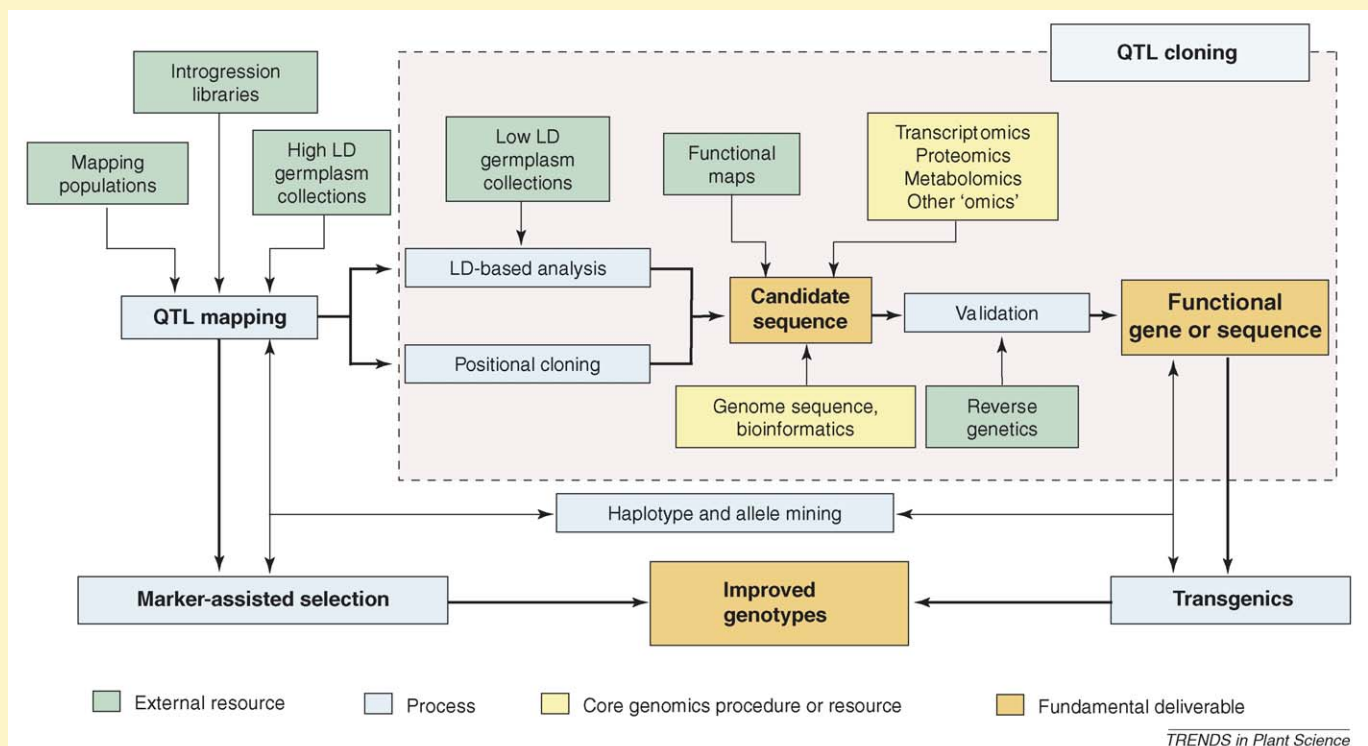 QTL cloning
Introgression
libraries
Mapping
populations
High LD
germplasm
collections
Low LD
germplasm
collections
Functional
maps
Transcriptomics
Proteomics
Metabolomics
Other ‘omics’
QTL mapping
LD-based analysis
Positional cloning
Candidate
sequence
Validation
Functional
gene or sequence
Genome sequence,
bioinformatics
Reverse
genetics
Haplotype and allele mining
Marker-assisted selection
Improved
genotypes
Transgenics
External resource
Process
Core genomics procedure or resource
Fundamental deliverable
TRENDS in Plant Science